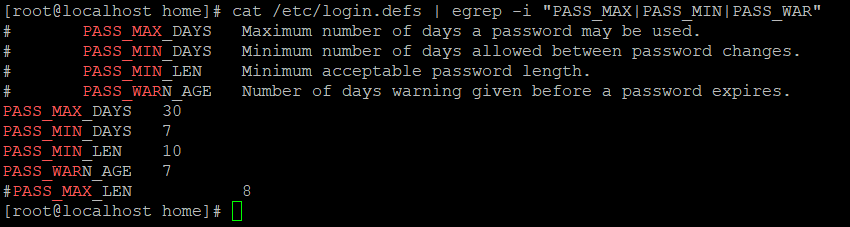 [root@localhost home]# cat /etc/login.defs | egrep -i "PASS_MAX|PASS_MIN|PASS_WAR"
#       PASS_MAX_DAYS   Maximum number of days a password may be used.
#       PASS_MIN_DAYS   Minimum number of days allowed between password changes.
#       PASS_MIN_LEN    Minimum acceptable password length.
#       PASS_WARN_AGE   Number of days warning given before a password expires.
PASS_MAX_DAYS   30
PASS_MIN_DAYS   7
PASS_MIN_LEN    10
PASS_WARN_AGE   7
#PASS_MAX_LEN           8
[root@localhost home]#